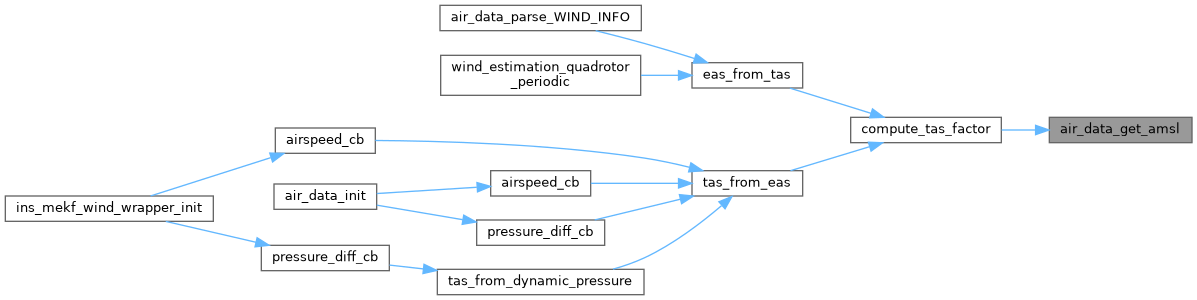 air_data_parse_WIND_INFO
wind_estimation_quadrotor
_periodic
eas_from_tas
compute_tas_factor
air_data_get_amsl
airspeed_cb
tas_from_eas
airspeed_cb
air_data_init
ins_mekf_wind_wrapper_init
pressure_diff_cb
pressure_diff_cb
tas_from_dynamic_pressure